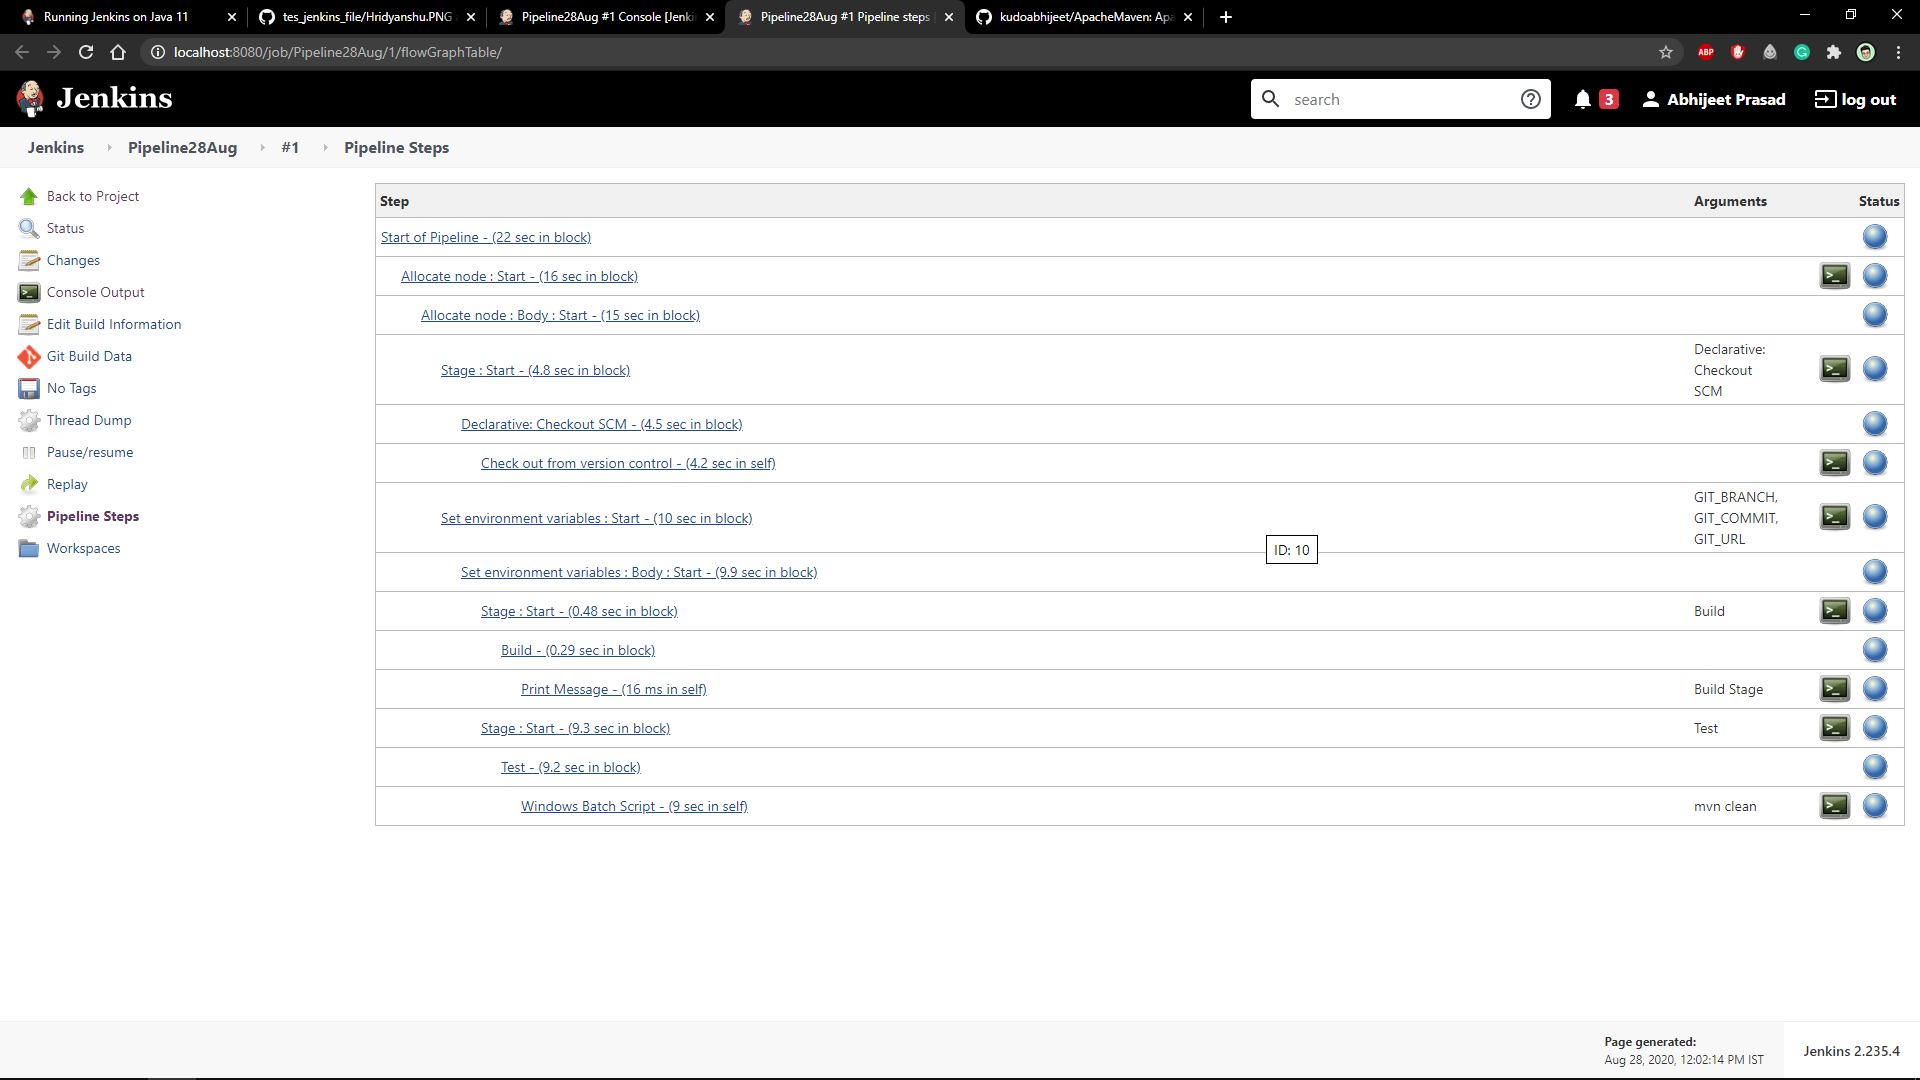 Running Jenkins on Java 11
tes_jenkins_file/Hridyanshu.PNG
Pipeline28Aug #1 Console [Jenki
Pipeline28Aug #1 Pipeline steps
kudoabhijeet/ApacheMaven: Apa
localhost:8080/job/Pipeline28Aug/1/flowGraphTable/
ABP
Jenkins
search
3
Abhijeet Prasad
log out
Jenkins
Pipeline28Aug
#1
Pipeline Steps
Back to Project
Status
Changes
Console Output
Edit Build Information
Git Build Data
No Tags
Thread Dump
Pause/resume
Replay
Pipeline Steps
Workspaces
Step Arguments Status
Start of Pipeline - (22 sec in block)
Allocate node : Start - (16 sec in block)
Allocate node : Body : Start - (15 sec in block)
Stage : Start - (4.8 sec in block)
Declarative:
Checkout
SCM
Declarative: Checkout SCM - (4.5 sec in block)
Check out from version control - (4.2 sec in self)
Set environment variables : Start - (10 sec in block)
GIT_BRANCH,
GIT_COMMIT,
GIT_URL
ID: 10
Set environment variables : Body : Start - (9.9 sec in block)
Stage : Start - (0.48 sec in block) Build
Build - (0.29 sec in block)
Print Message - (16 ms in self) Build Stage
Stage : Start - (9.3 sec in block) Test
Test - (9.2 sec in block)
Windows Batch Script - (9 sec in self) mvn clean
Page generated:
Aug 28, 2020, 12:02:14 PM IST
Jenkins 2.235.4